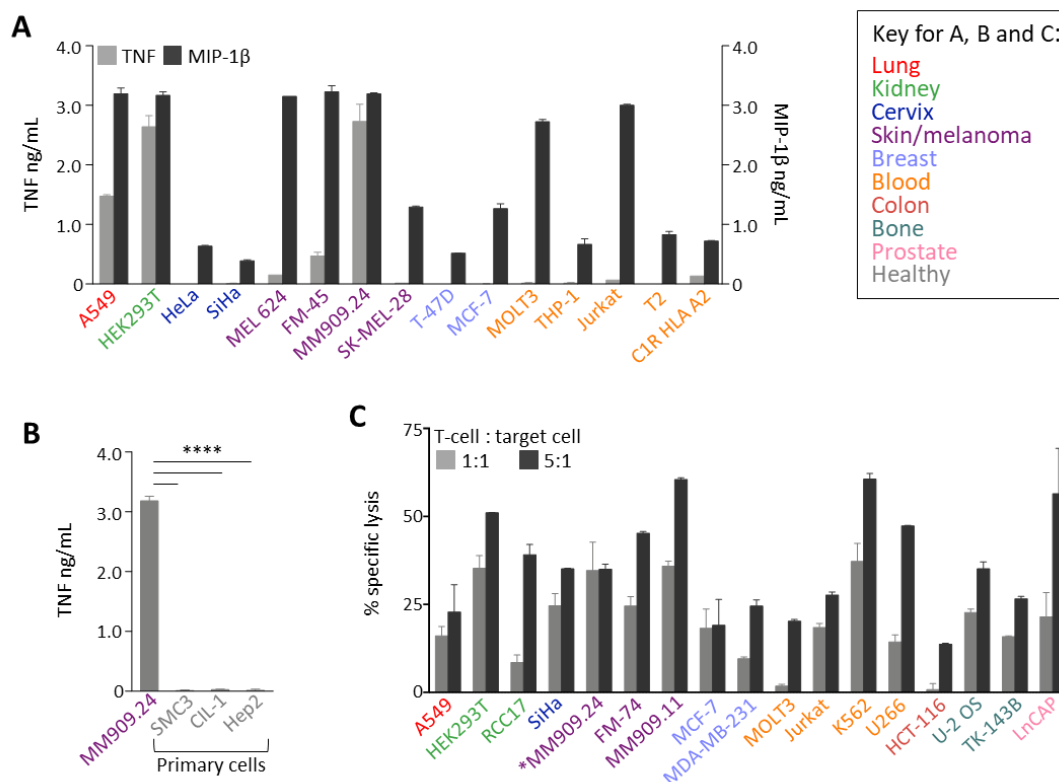 A
TNF MIP-1β
4.0
3.0
2.0
1.0
0
TNF ng/mL
4.0
3.0
2.0
1.0
0
MIP-1β ng/mL
A549
HEK293T
HeLa
SiHa
MEL 624
FM-45
MM909.24
SK-MEL-28
T-47D
MCF-7
MOLT3
THP-1
Jurkat
T2
C1R HLA A2
Key for A, B and C:
Lung
Kidney
Cervix
Skin/melanoma
Breast
Blood
Colon
Bone
Prostate
Healthy
B
****
4.0
3.0
2.0
1.0
0
TNF ng/mL
MM909.24
SMC3
CIL-1
Hep2
Primary cells
C
T-cell : target cell
1:1 5:1
75
50
25
0
% specific lysis
A549
HEK293T
RCC17
SiHa
*MM909.24
FM-74
MM909.11
MCF-7
MDA-MB-231
MOLT3
Jurkat
K562
U266
HCT-116
U-2 OS
TK-143B
LnCAP